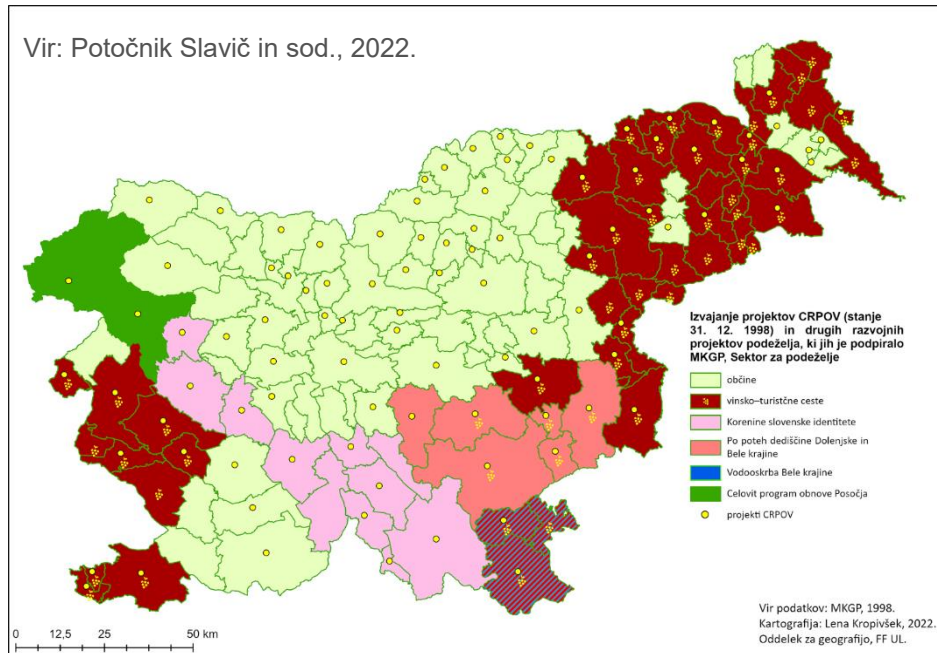 Vir: Potočnik Slavič in sod., 2022.
Izvajanje projektov CRPOV (stanje
31. 12. 1998) in drugih razvojnih
projektov podeželja, ki jih je podpiralo
MKGP, Sektor za podeželje
občine
vinsko–turistčne ceste
Korenine slovenske identitete
Po poteh dediščine Dolenjske in
Bele krajine
Vodooskrba Bele krajine
Celovit program obnove Posočja
projekti CRPOV
Vir podatkov: MKGP, 1998.
Kartografija: Lena Kropivšek, 2022.
Oddelek za geografijo, FF UL.
0 12,5 25 50 km